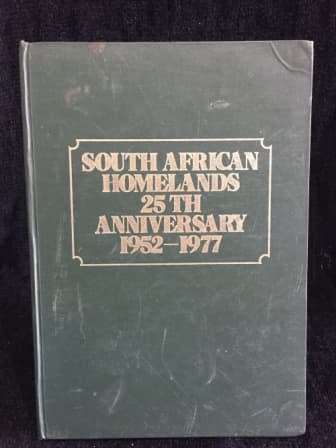 SOUTH AFRICAN
HOMELANDS
25 TH
ANNIVERSARY
1952-1977